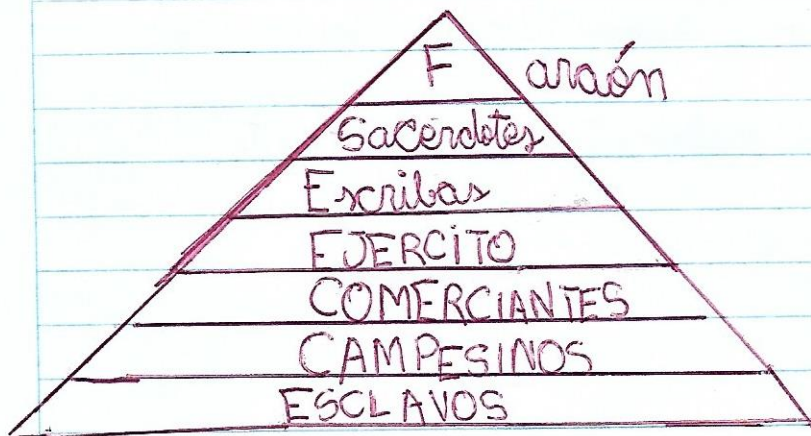 F araón
Sacerdotes
Escribas
EJERCITO
COMERCIANTES
CAMPESINOS
ESCLAVOS